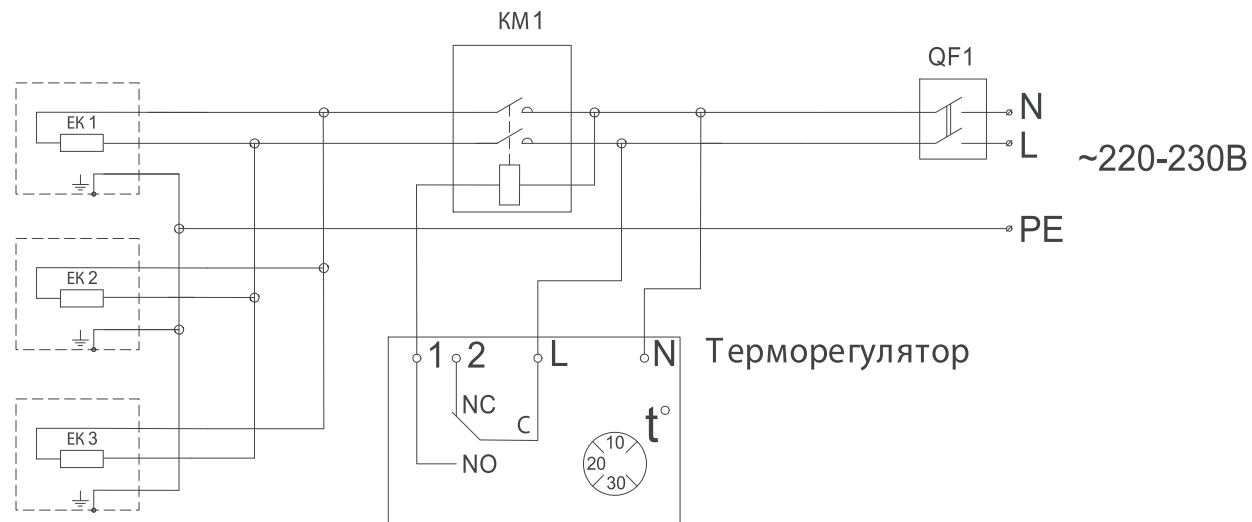 KM1
QF1
N
L
~220-230В
PE
EK 1
EK 2
EK 3
1
2
L
N
Терморегулятор
NC
C
NO
t°
10
20
30